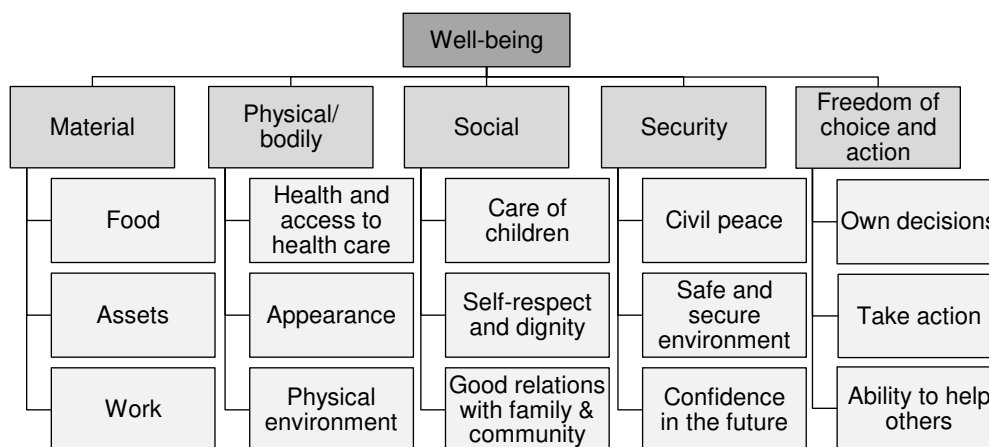 Well-being
Material
Physical/
bodily
Social
Security
Freedom of
choice and
action
Food
Health and
access to
health care
Care of
children
Civil peace
Own decisions
Assets
Appearance
Self-respect
and dignity
Safe and
secure
environment
Take action
Work
Physical
environment
Good relations
with family &
community
Confidence
in the future
Ability to help
others